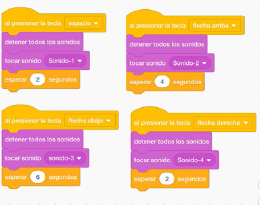 al presionar la tecla espacio
detener todos los sonidos
tocar sonido Sonido-1
esperar 2 segundos
al presionar la tecla flecha arriba
detener todos los sonidos
tocar sonido Sonido-2
esperar 4 segundos
al presionar la tecla flecha abajo
detener todos los sonidos
tocar sonido sonido-3
esperar 6 segundos
al presionar la tecla flecha derecha
detener todos los sonidos
tocar sonido Sonido-4
esperar 2 segundos